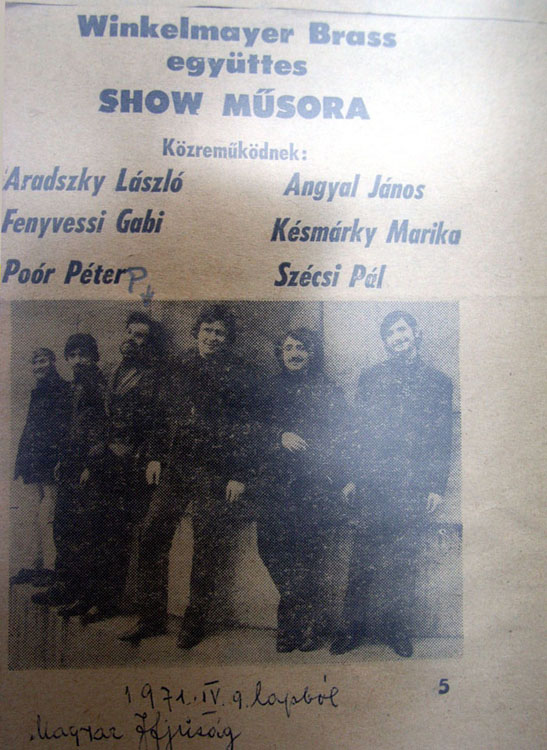 Winkelmayer Brass
együttes
SHOW MŰSORA
Közreműködnek:
Aradszky László
Angyal János
Fenyvessi Gabi
Késmárky Marika
Poór Péter P
Szécsi Pál
5
1971. IV. 9. lapból
Magyar Ifjúság